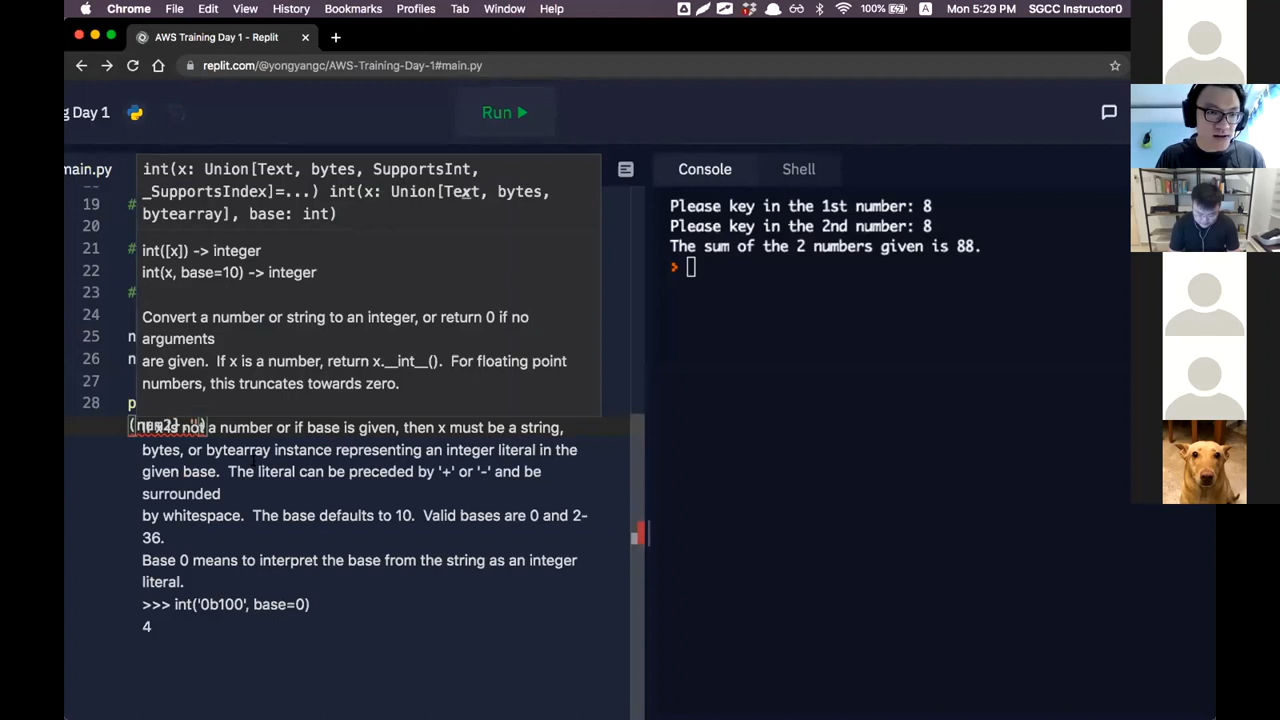 Chrome File Edit View History Bookmarks Profiles Tab Window Help 100% A Mon 5:29 PM SGCC Instructor0
AWS Training Day 1 - Replit
replit.com/@yongyangc/AWS-Training-Day-1#main.py
g Day 1
Run
main.py
Console Shell
int(x: Union[Text, bytes, SupportsInt,
_SupportsIndex]=...) int(x: Union[Text, bytes,
bytearray], base: int)
int([x]) -> integer
int(x, base=10) -> integer
Convert a number or string to an integer, or return 0 if no
arguments
are given. If x is a number, return x.__int__(). For floating point
numbers, this truncates towards zero.
If x is not a number or if base is given, then x must be a string,
bytes, or bytearray instance representing an integer literal in the
given base. The literal can be preceded by '+' or '-' and be
surrounded
by whitespace. The base defaults to 10. Valid bases are 0 and 2-
36.
Base 0 means to interpret the base from the string as an integer
literal.
>>> int('0b100', base=0)
4
19 #
20
21 #
22
23 #
24
25 n
26 n
27
28 p
Please key in the 1st number: 8
Please key in the 2nd number: 8
The sum of the 2 numbers given is 88.